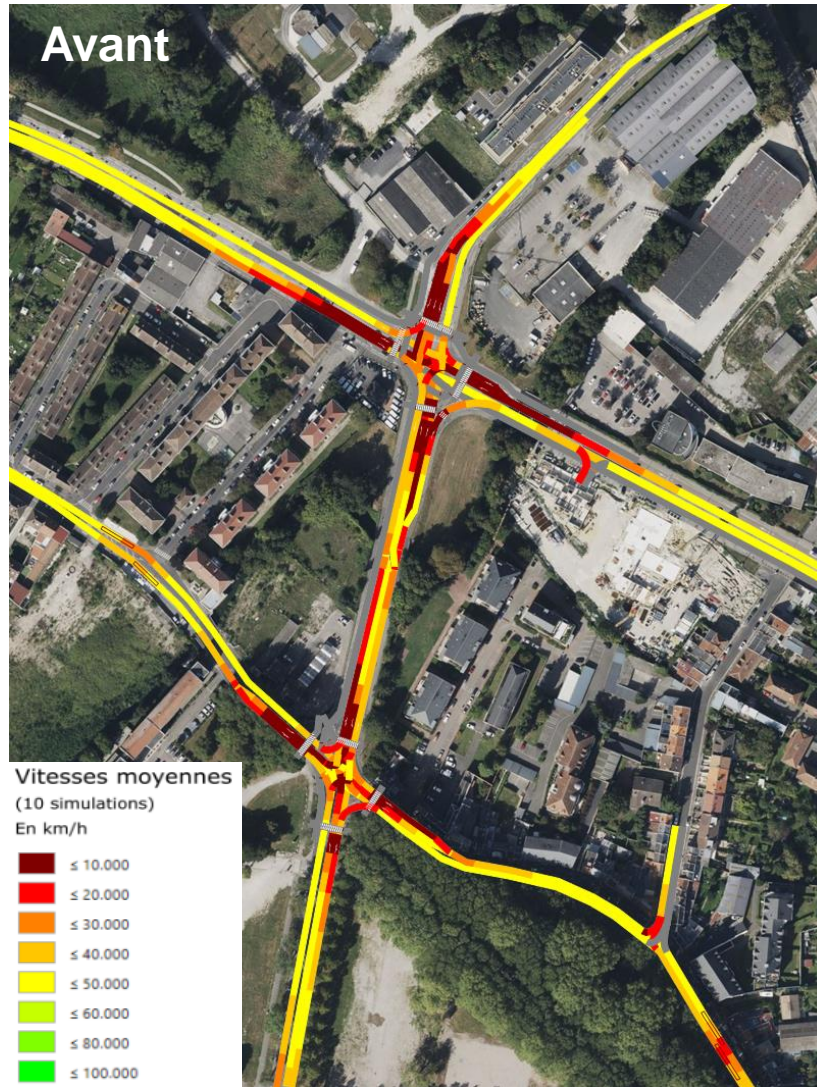 Avant
Vitesses moyennes
(10 simulations)
En km/h
≤ 10.000
≤ 20.000
≤ 30.000
≤ 40.000
≤ 50.000
≤ 60.000
≤ 80.000
≤ 100.000